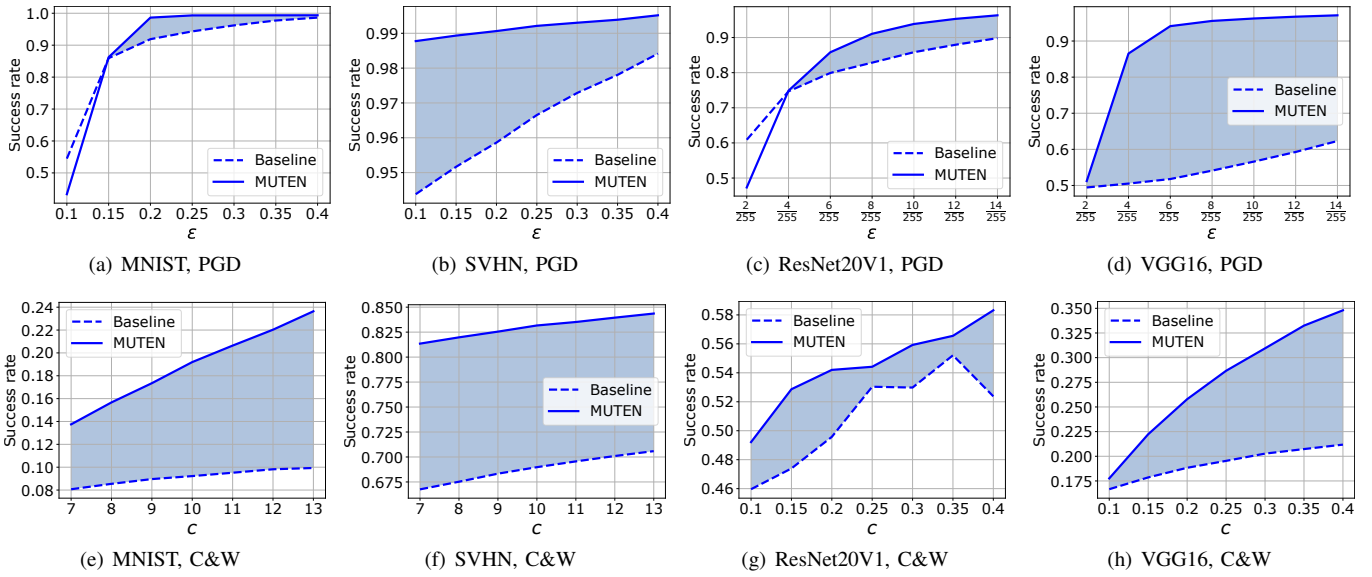 Success rate
1.0
0.9
0.8
0.7
0.6
0.5
Baseline
MUTEN
0.1 0.15 0.2 0.25 0.3 0.35 0.4
ε
(a) MNIST, PGD
Success rate
0.99
0.98
0.97
0.96
0.95
Baseline
MUTEN
0.1 0.15 0.2 0.25 0.3 0.35 0.4
ε
(b) SVHN, PGD
Success rate
0.9
0.8
0.7
0.6
0.5
Baseline
MUTEN
2/255 4/255 6/255 8/255 10/255 12/255 14/255
ε
(c) ResNet20V1, PGD
Success rate
0.9
0.8
0.7
0.6
0.5
Baseline
MUTEN
2/255 4/255 6/255 8/255 10/255 12/255 14/255
ε
(d) VGG16, PGD
Success rate
0.24
0.22
0.20
0.18
0.16
0.14
0.12
0.10
0.08
Baseline
MUTEN
7 8 9 10 11 12 13
c
(e) MNIST, C&W
Success rate
0.850
0.825
0.800
0.775
0.750
0.725
0.700
0.675
Baseline
MUTEN
7 8 9 10 11 12 13
c
(f) SVHN, C&W
Success rate
0.58
0.56
0.54
0.52
0.50
0.48
0.46
Baseline
MUTEN
0.1 0.15 0.2 0.25 0.3 0.35 0.4
c
(g) ResNet20V1, C&W
Success rate
0.350
0.325
0.300
0.275
0.250
0.225
0.200
0.175
Baseline
MUTEN
0.1 0.15 0.2 0.25 0.3 0.35 0.4
c
(h) VGG16, C&W